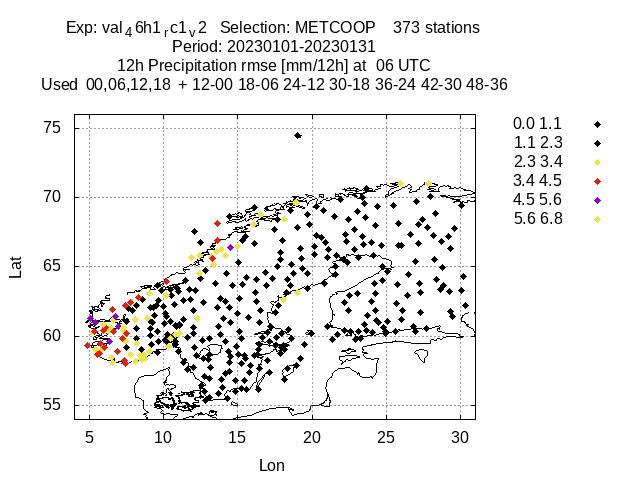 Exp: val4 6h1rc1v2 Selection: METCOOP 373 stations
Period: 20230101-20230131
12h Precipitation rmse [mm/12h] at 06 UTC
Used 00,06,12,18 + 12-00 18-06 24-12 30-18 36-24 42-30 48-36
75
70
65
60
55
5 10 15 20 25 30
Lat
Lon
0.0 1.1
1.1 2.3
2.3 3.4
3.4 4.5
4.5 5.6
5.6 6.8